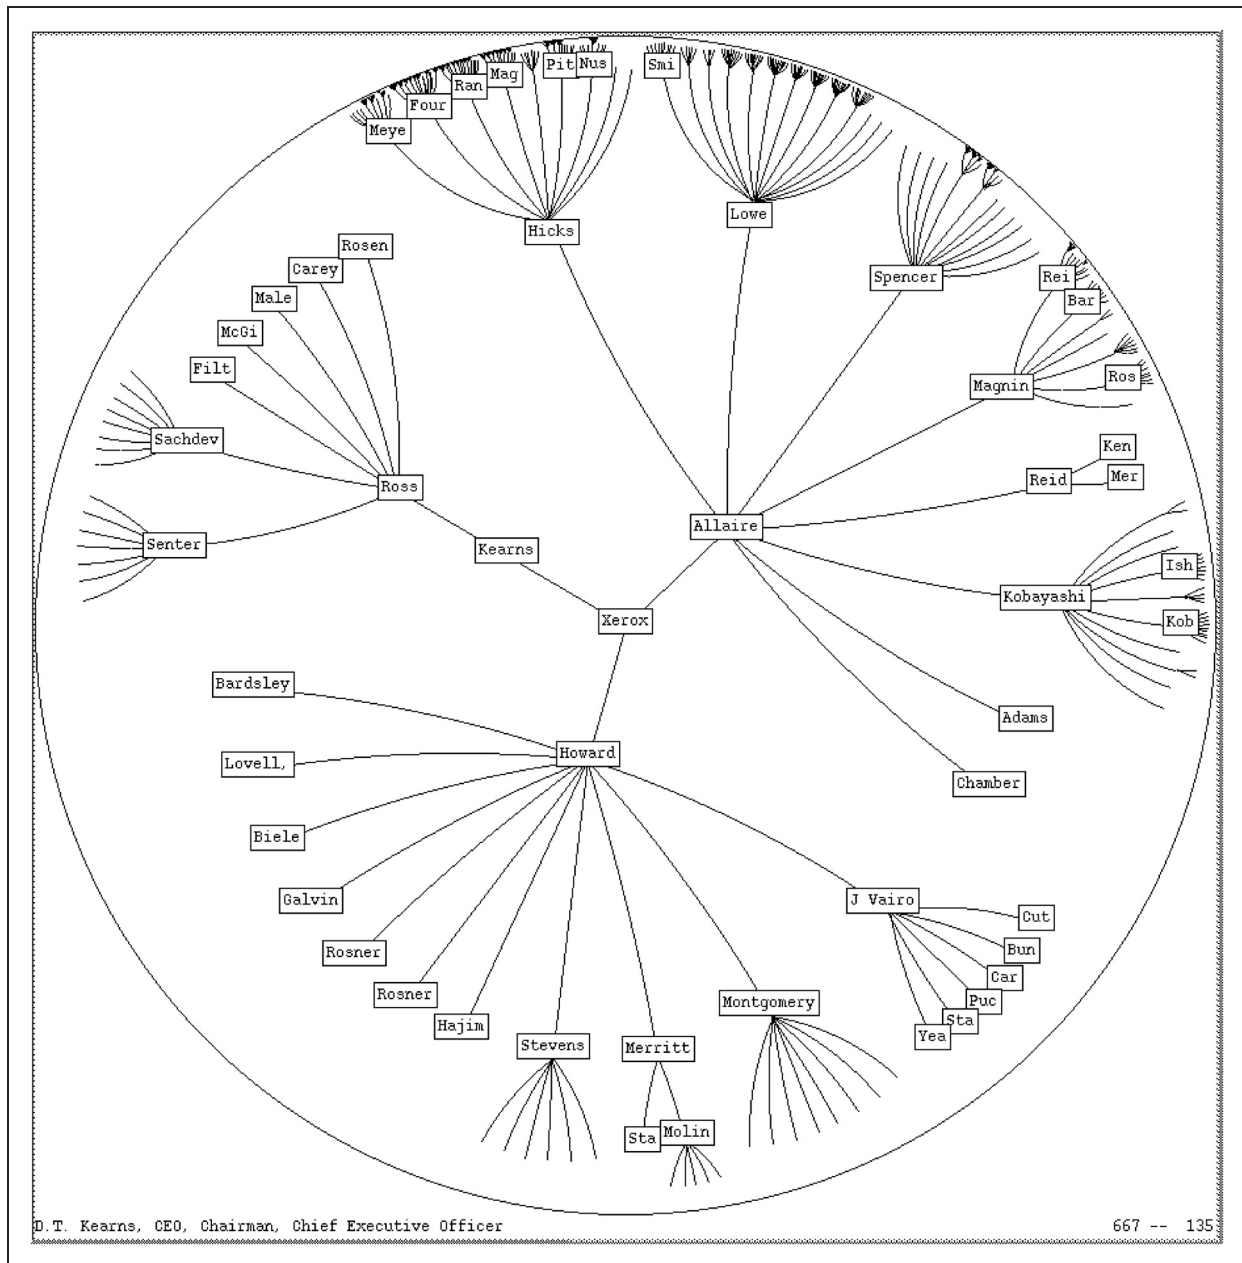 Pit
Nus
Smi
Mag
Ran
Four
Meye
Lowe
Hicks
Rosen
Carey
Spencer
Rei
Male
Bar
McGi
Filt
Ros
Magnin
Sachdev
Ken
Mer
Reid
Ross
Allaire
Senter
Kearns
Ish
Kobayashi
Xerox
Kob
Bardsley
Adams
Howard
Lovell,
Chamber
Biele
Galvin
J Vairo
Cut
Rosner
Bun
Car
Rosner
Montgomery
Puc
Hajim
Sta
Yea
Stevens
Merritt
Sta
Molin
D.T. Kearns, CEO, Chairman, Chief Executive Officer
667 -- 135